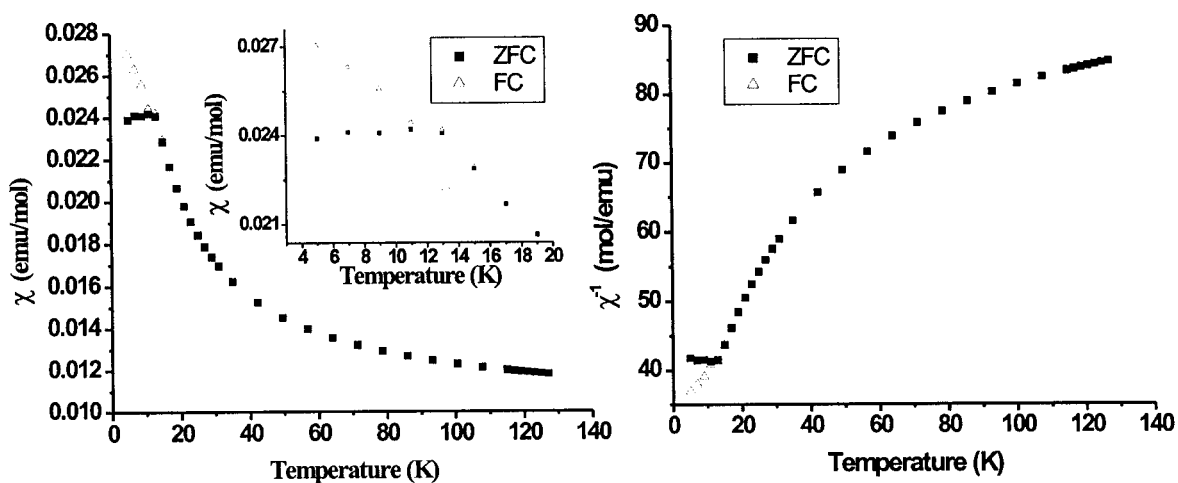 0.028
0.026
0.024
0.022
0.020
0.018
0.016
0.014
0.012
0.010
χ (emu/mol)
0 20 40 60 80 100 120 140
Temperature (K)
0.027
0.024
0.021
χ (emu/mol)
4 6 8 10 12 14 16 18 20
Temperature (K)
ZFC
FC
90
80
70
60
50
40
χ⁻¹ (mol/emu)
0 20 40 60 80 100 120 140
Temperature (K)
ZFC
FC